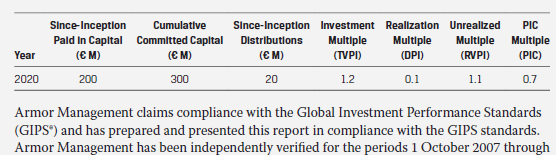 Since-Inception Cumulative Since-Inception Investment Realization Unrealized PIC
Paid in Capital Committed Capital Distributions Multiple Multiple Multiple Multiple
Year (€ M) (€ M) (€ M) (TVPI) (DPI) (RVPI) (PIC)
2020 200 300 20 1.2 0.1 1.1 0.7
Armor Management claims compliance with the Global Investment Performance Standards
(GIPS®) and has prepared and presented this report in compliance with the GIPS standards.
Armor Management has been independently verified for the periods 1 October 2007 through